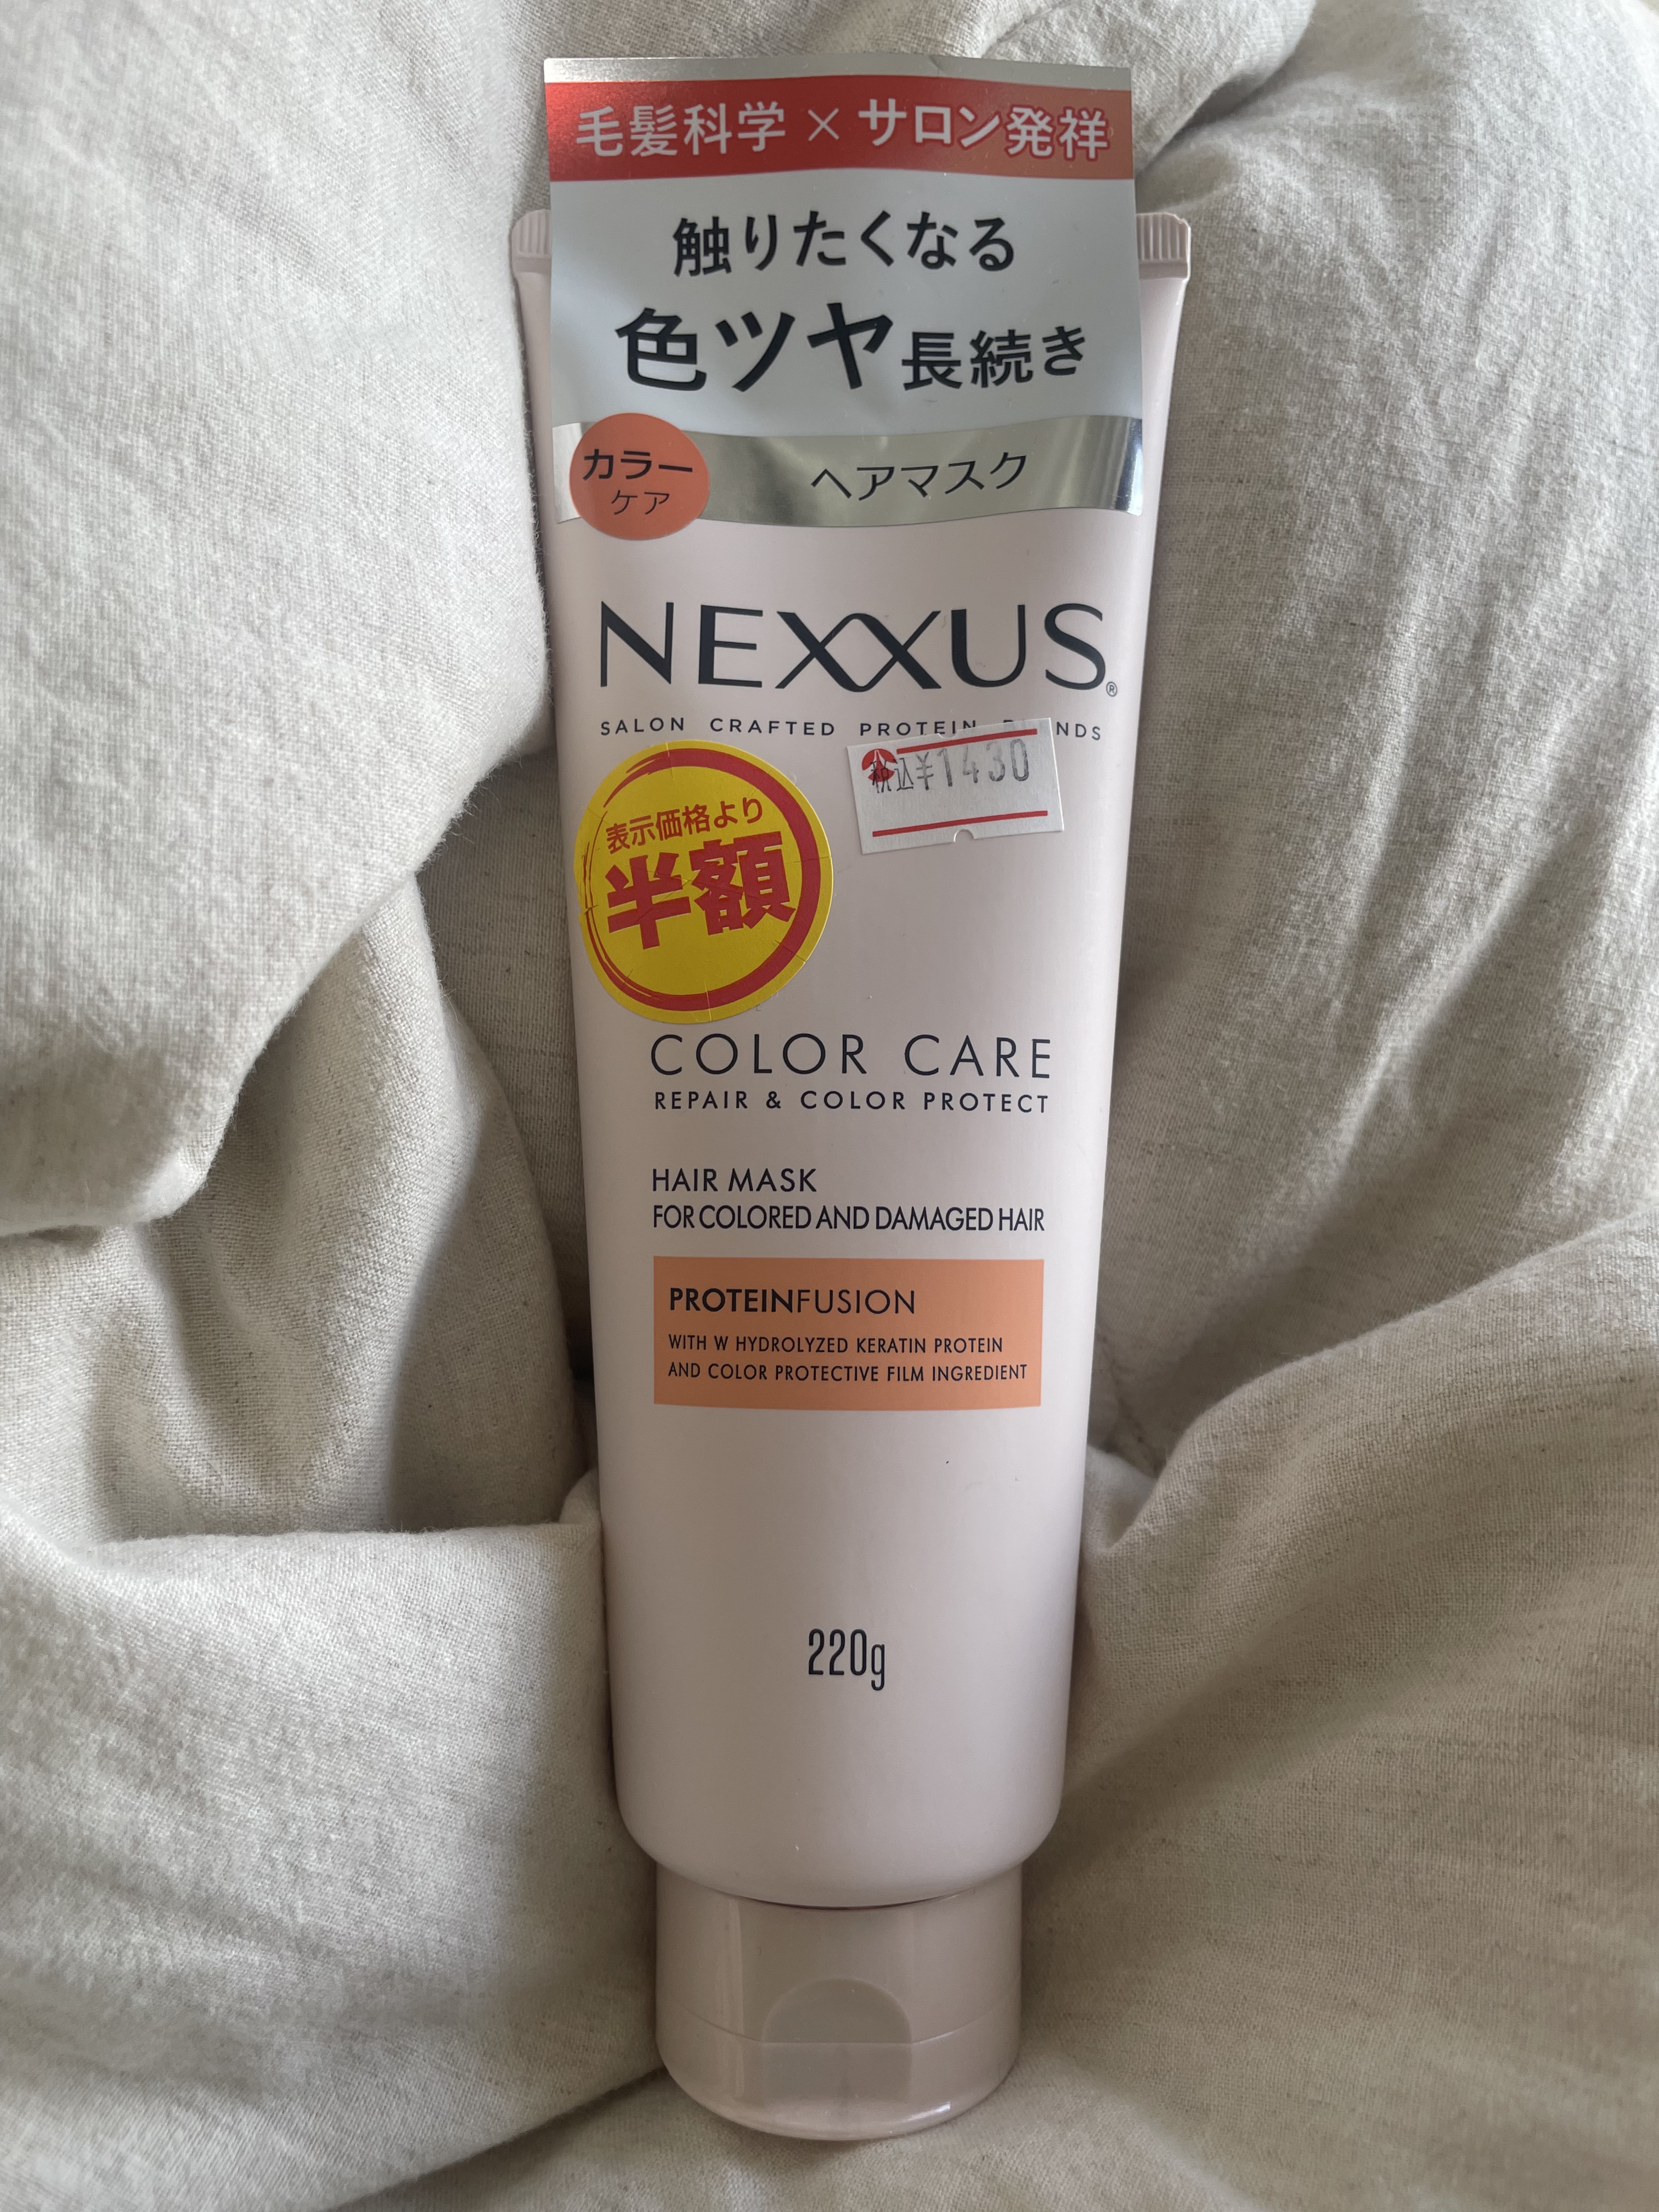 毛髪科学×サロン発祥
触りたくなる
色ツヤ長続き
カラー
ケア
ヘアマスク
NEXXUS®
SALON CRAFTED PROTEIN
税込¥1430
表示価格より
半額
COLOR CARE
REPAIR & COLOR PROTECT
HAIR MASK
FOR COLORED AND DAMAGED HAIR
PROTEINFUSION
WITH W HYDROLYZED KERATIN PROTEIN
AND COLOR PROTECTIVE FILM INGREDIENT
220g